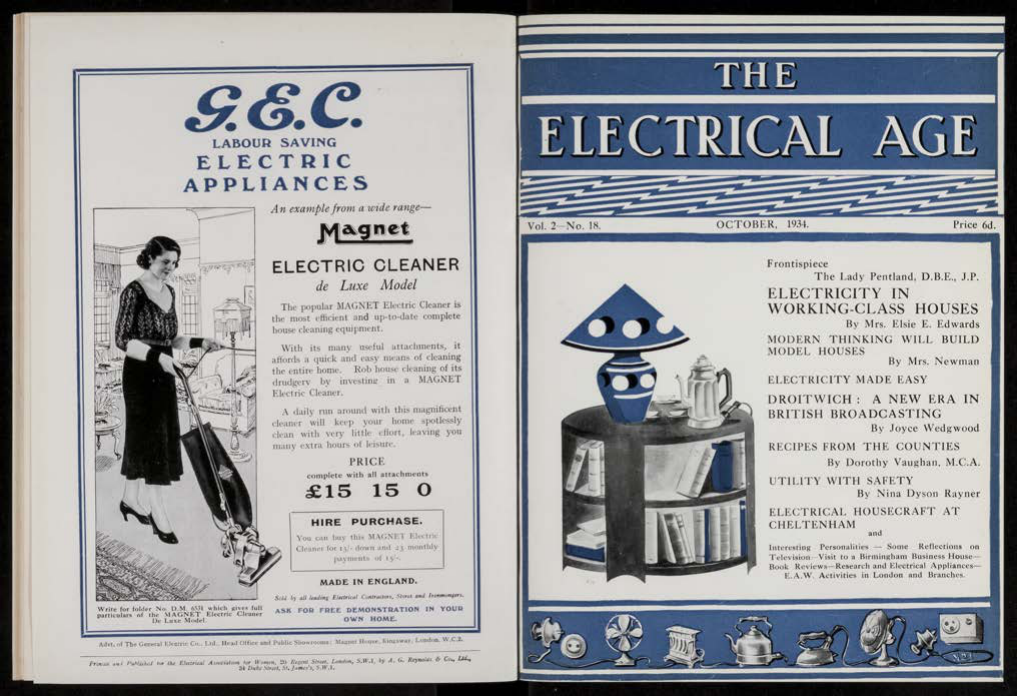 G.E.C.
LABOUR SAVING
ELECTRIC
APPLIANCES
An example from a wide range—
Magnet
ELECTRIC CLEANER
de Luxe Model
The popular MAGNET Electric Cleaner is
the most efficient and up-to-date complete
house cleaning equipment.
With its many useful attachments, it
affords a quick and easy means of cleaning
the entire home. Rob house cleaning of its
drudgery by investing in a MAGNET
Electric Cleaner.
A daily run around with this magnificent
cleaner will keep your home spotlessly
clean with very little effort, leaving you
many extra hours of leisure.
PRICE
complete with all attachments
£15 15 0
HIRE PURCHASE.
You can buy this MAGNET Electric
Cleaner for 15/- down and 23 monthly
payments of 15/-.
MADE IN ENGLAND.
Sold by all leading Electrical Contractors, Stores and Ironmongers.
ASK FOR FREE DEMONSTRATION IN YOUR
OWN HOME.
Write for folder No. D.M. 6531 which gives full
particulars of the MAGNET Electric Cleaner
De Luxe Model.
Advt. of The General Electric Co., Ltd., Head Office and Public Showrooms: Magnet House, Kingsway, London, W.C.2.
Printed and Published for the Electrical Association for Women, 20 Regent Street, London, S.W.1, by A. G. Reynolds & Co., Ltd.,
24 Duke Street, St. James's, S.W.1.
THE
ELECTRICAL AGE
Vol. 2—No. 18. OCTOBER, 1934. Price 6d.
Frontispiece
The Lady Pentland, D.B.E., J.P.
ELECTRICITY IN
WORKING-CLASS HOUSES
By Mrs. Elsie E. Edwards
MODERN THINKING WILL BUILD
MODEL HOUSES
By Mrs. Newman
ELECTRICITY MADE EASY
DROITWICH : A NEW ERA IN
BRITISH BROADCASTING
By Joyce Wedgwood
RECIPES FROM THE COUNTIES
By Dorothy Vaughan, M.C.A.
UTILITY WITH SAFETY
By Nina Dyson Rayner
ELECTRICAL HOUSECRAFT AT
CHELTENHAM
and
Interesting Personalities — Some Reflections on
Television—Visit to a Birmingham Business House—
Book Reviews—Research and Electrical Appliances—
E.A.W. Activities in London and Branches.